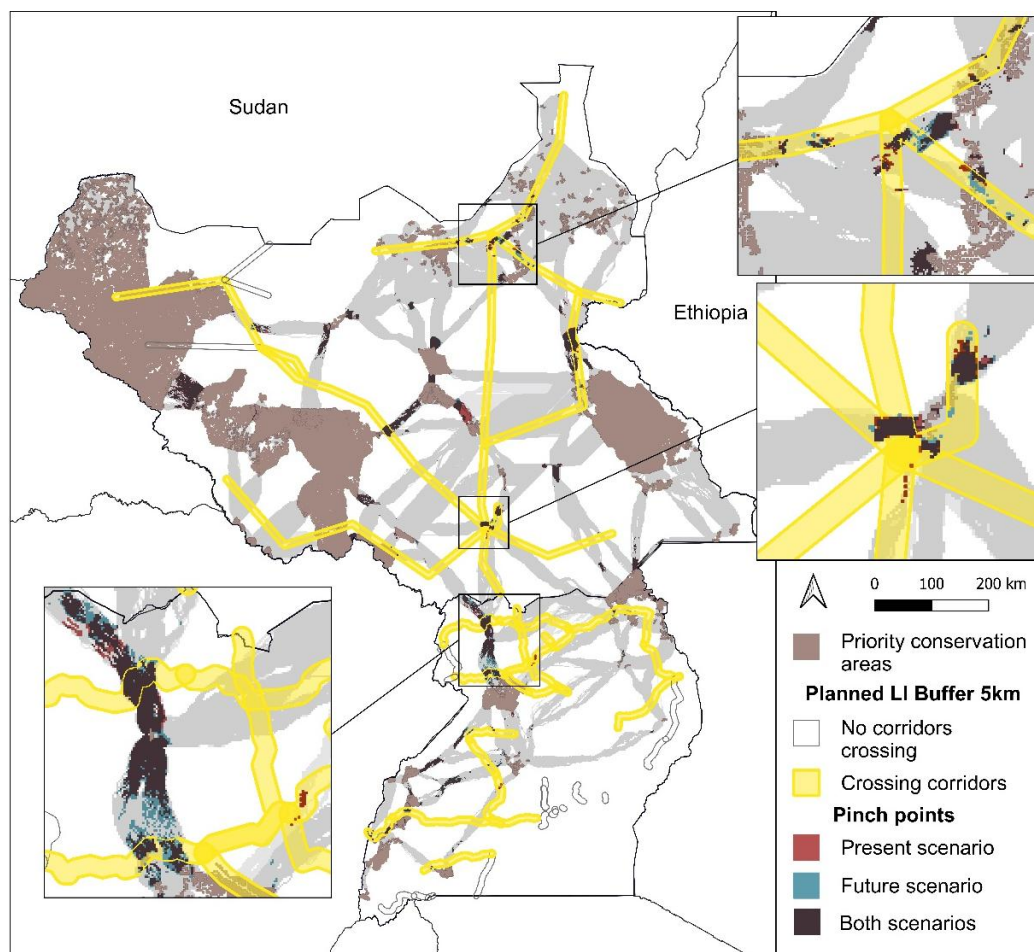 Sudan
Ethiopia
0 100 200 km
Priority conservation
areas
Planned LI Buffer 5km
No corridors
crossing
Crossing corridors
Pinch points
Present scenario
Future scenario
Both scenarios